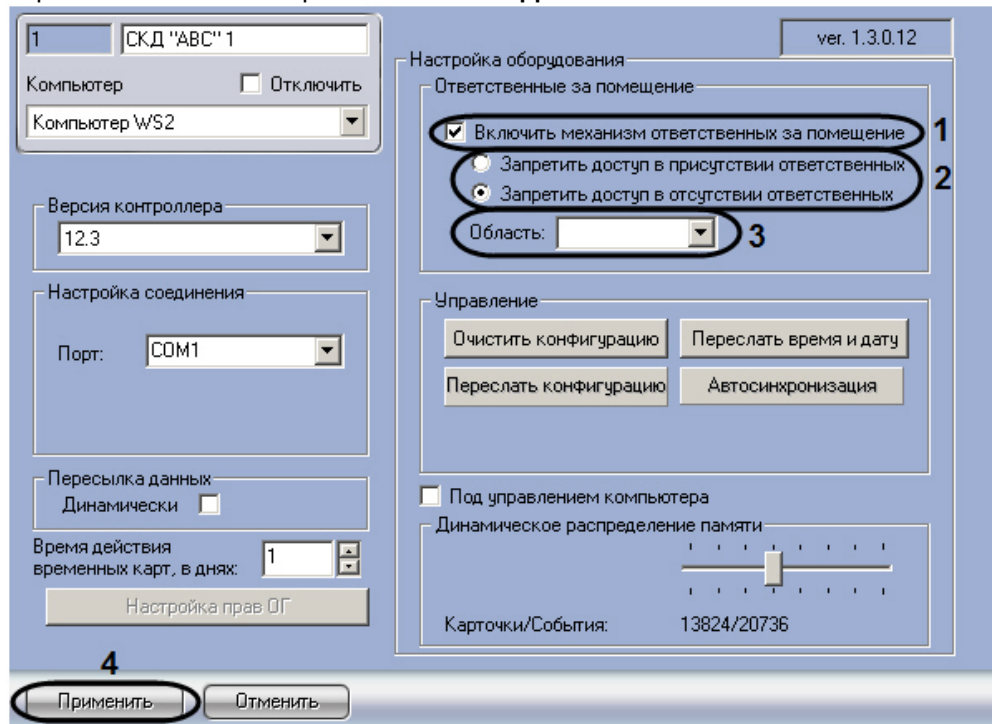 1
СКД "АВС" 1
Компьютер
Отключить
Компьютер WS2
Версия контроллера
12.3
Настройка соединения
Порт:
COM1
Пересылка данных
Динамически
Время действия
временных карт, в днях:
1
Настройка прав ОГ
ver. 1.3.0.12
Настройка оборудования
Ответственные за помещение
Включить механизм ответственных за помещение
1
Запретить доступ в присутствии ответственных
Запретить доступ в отсутствии ответственных
2
Область:
3
Управление
Очистить конфигурацию
Переслать время и дату
Переслать конфигурацию
Автосинхронизация
Под управлением компьютера
Динамическое распределение памяти
Карточки/События:
13824/20736
4
Применить
Отменить